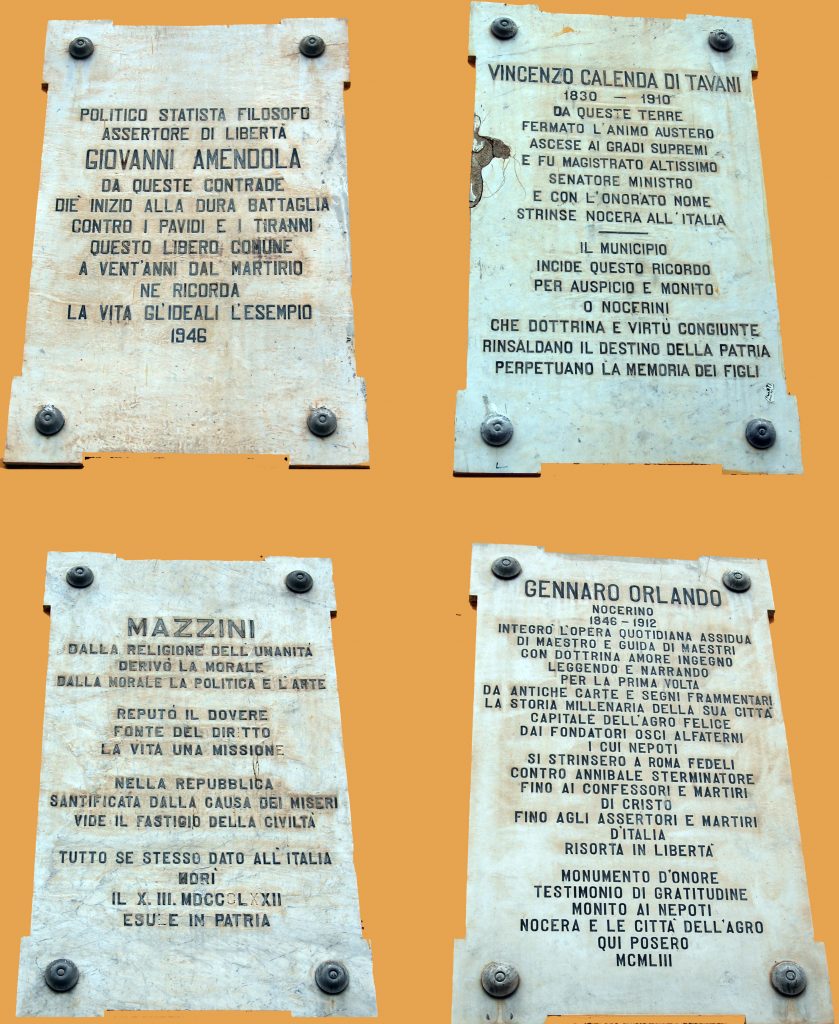 POLITICO STATISTA FILOSOFO
ASSERTORE DI LIBERTÀ
GIOVANNI AMENDOLA
DA QUESTE CONTRADE
DIE' INIZIO ALLA DURA BATTAGLIA
CONTRO I PAVIDI E I TIRANNI
QUESTO LIBERO COMUNE
A VENT'ANNI DAL MARTIRIO
NE RICORDA
LA VITA GL'IDEALI L'ESEMPIO
1946
VINCENZO CALENDA DI TAVANI
1830 – 1910
DA QUESTE TERRE
FERMATO L'ANIMO AUSTERO
ASCESE AI GRADI SUPREMI
E FU MAGISTRATO ALTISSIMO
SENATORE MINISTRO
E CON L'ONORATO NOME
STRINSE NOCERA ALL'ITALIA
IL MUNICIPIO
INCIDE QUESTO RICORDO
PER AUSPICIO E MONITO
O NOCERINI
CHE DOTTRINA E VIRTÙ CONGIUNTE
RINSALDANO IL DESTINO DELLA PATRIA
PERPETUANO LA MEMORIA DEI FIGLI
MAZZINI
DALLA RELIGIONE DELL'UMANITÀ
DERIVÒ LA MORALE
DALLA MORALE LA POLITICA E L'ARTE
REPUTÒ IL DOVERE
FONTE DEL DIRITTO
LA VITA UNA MISSIONE
NELLA REPUBBLICA
SANTIFICATA DALLA CAUSA DEI MISERI
VIDE IL FASTIGIO DELLA CIVILTÀ
TUTTO SE STESSO DATO ALL'ITALIA
MORÌ
IL X. III. MDCCCLXXII
ESULE IN PATRIA
GENNARO ORLANDO
NOCERINO
1846 – 1912
INTEGRÒ L'OPERA QUOTIDIANA ASSIDUA
DI MAESTRO E GUIDA DI MAESTRI
CON DOTTRINA AMORE INGEGNO
LEGGENDO E NARRANDO
PER LA PRIMA VOLTA
DA ANTICHE CARTE E SEGNI FRAMMENTARI
LA STORIA MILLENARIA DELLA SUA CITTÀ
CAPITALE DELL'AGRO FELICE
DAI FONDATORI OSCI ALFATERNI
I CUI NEPOTI
SI STRINSERO A ROMA FEDELI
CONTRO ANNIBALE STERMINATORE
FINO AI CONFESSORI E MARTIRI
DI CRISTO
FINO AGLI ASSERTORI E MARTIRI
D'ITALIA
RISORTA IN LIBERTÀ
MONUMENTO D'ONORE
TESTIMONIO DI GRATITUDINE
MONITO AI NEPOTI
NOCERA E LE CITTÀ DELL'AGRO
QUI POSERO
MCMLIII